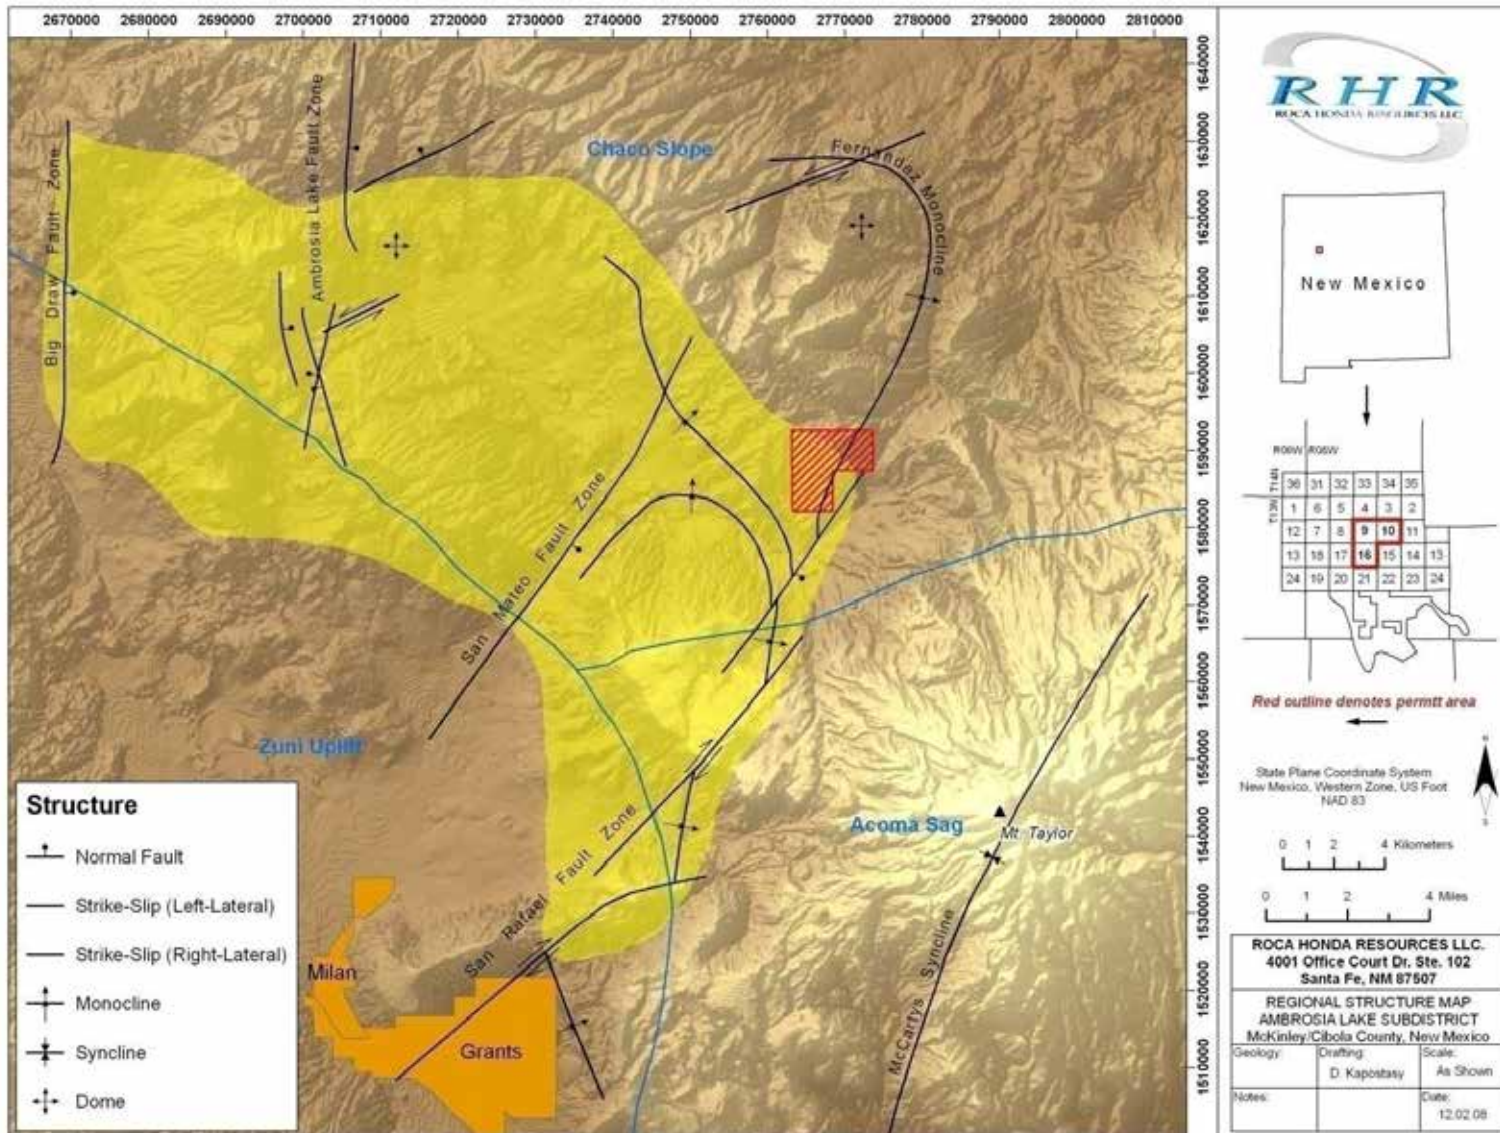 2670000 2680000 2690000 2700000 2710000 2720000 2730000 2740000 2750000 2760000 2770000 2780000 2790000 2800000 2810000
1640000
1630000
1620000
1610000
1600000
1590000
1580000
1570000
1560000
1550000
1540000
1530000
1520000
1510000
Big Draw Fault Zone
Ambrosia Lake Fault Zone
Chaco Slope
Fernandaz Monocline
San Mateo Fault Zone
Zuni Uplift
San Rafael Fault Zone
Acoma Sag
Mt. Taylor
McCartys Syncline
Milan
Grants
Structure
Normal Fault
Strike-Slip (Left-Lateral)
Strike-Slip (Right-Lateral)
Monocline
Syncline
Dome
RHR
ROCA HONDA RESOURCES LLC
New Mexico
R09W R08W
T14N
T13N
36 31 32 33 34 35
1 6 5 4 3 2
12 7 8 9 10 11
13 18 17 16 15 14 13
24 19 20 21 22 23 24
Red outline denotes permtt area
N
State Plane Coordinate System
New Mexico, Western Zone, US Foot
NAD 83
S
0 1 2 4 Kilometers
0 1 2 4 Miles
ROCA HONDA RESOURCES LLC.
4001 Office Court Dr. Ste. 102
Santa Fe, NM 87507
REGIONAL STRUCTURE MAP
AMBROSIA LAKE SUBDISTRICT
McKinley/Cibola County, New Mexico
Geology: Drafting: Scale:
D. Kapostasy As Shown
Notes: Date:
12.02.08